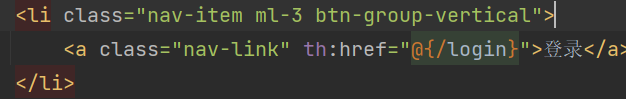 <li class="nav-item ml-3 btn-group-vertical">
<a class="nav-link" th:href="@{/login}">登录</a>
</li>